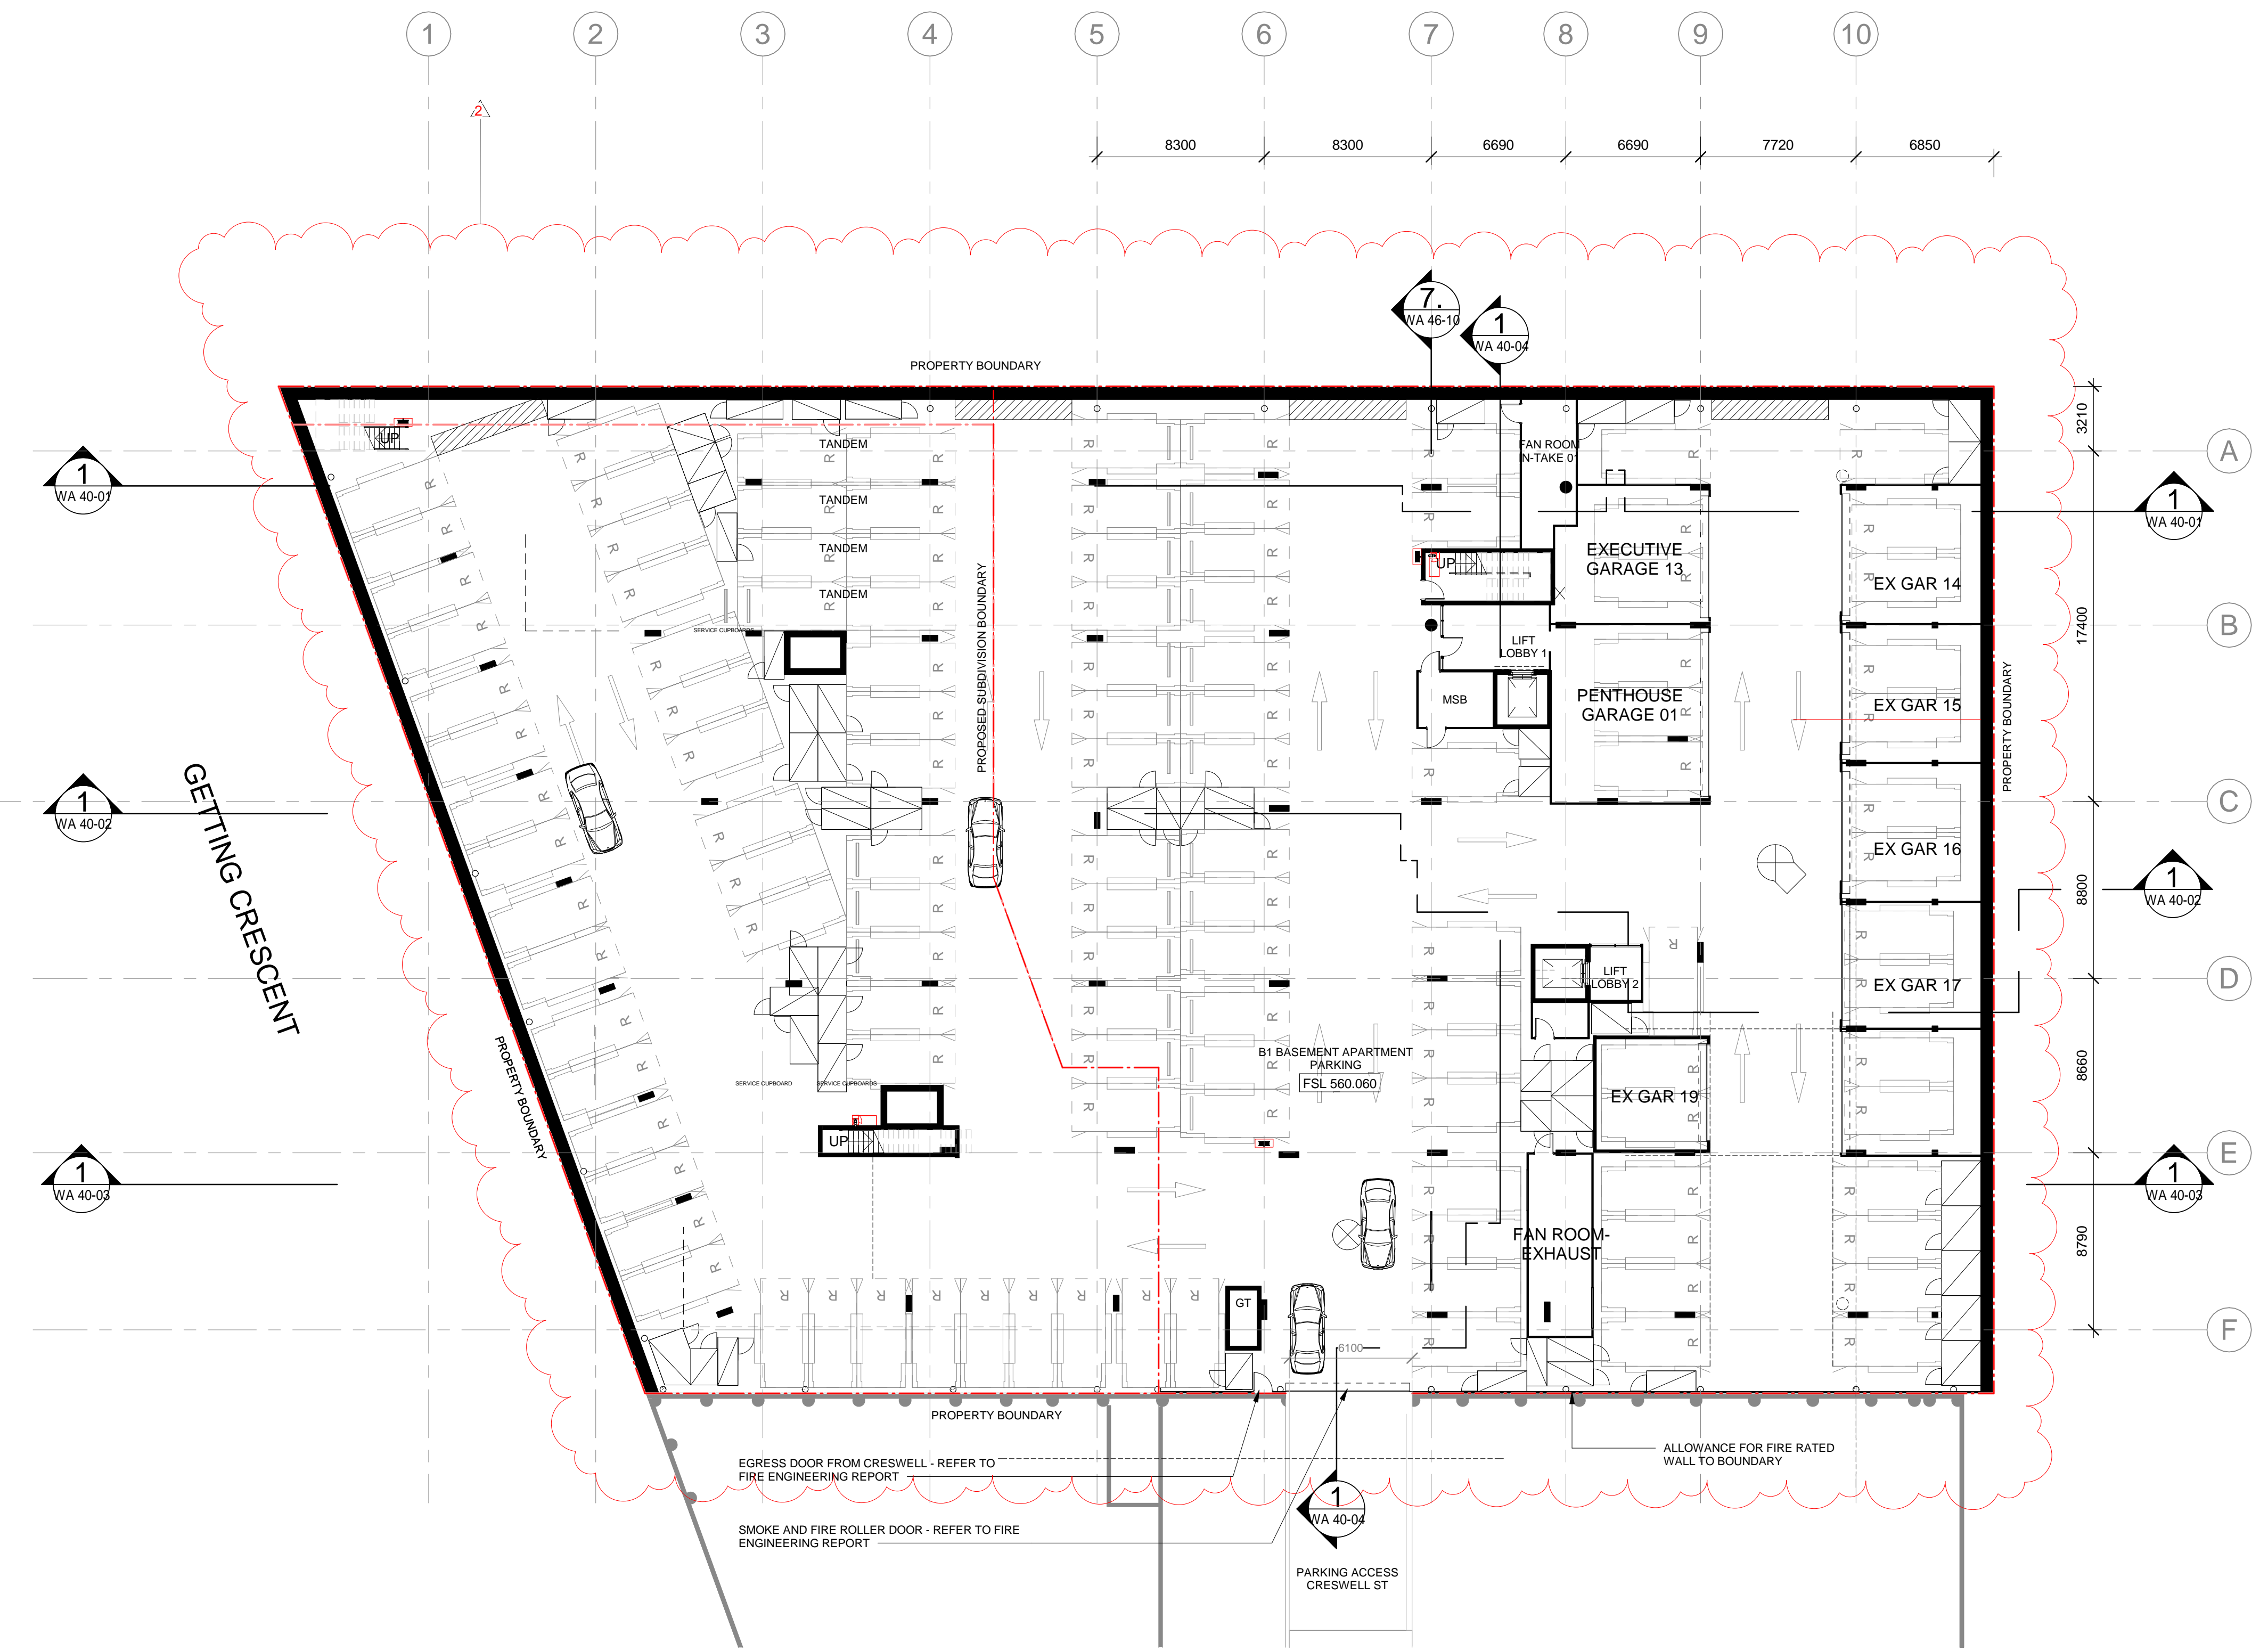 1 2 3 4 5 6 7 8 9 10
2
8300 8300 6690 6690 7720 6850
7.
WA 46-10
1
WA 40-04
PROPERTY BOUNDARY
3210
A
UP
TANDEM
FAN ROOM
N-TAKE 01
1
WA 40-01
1
WA 40-01
TANDEM
TANDEM
TANDEM
EXECUTIVE
GARAGE 13
UP
EX GAR 14
17400
B
SERVICE CUPBOARDS
LIFT
LOBBY 1
MSB
PENTHOUSE
GARAGE 01
EX GAR 15
PROPOSED SUBDIVISION BOUNDARY
PROPERTY BOUNDARY
GETTING CRESCENT
1
WA 40-02
C
EX GAR 16
8800
1
WA 40-02
LIFT
LOBBY 2
EX GAR 17
D
B1 BASEMENT APARTMENT
PARKING
FSL 560.060
8660
PROPERTY BOUNDARY
SERVICE CUPBOARD
SERVICE CUPBOARDS
EX GAR 19
UP
E
1
WA 40-03
1
WA 40-03
FAN ROOM-
EXHAUST
8790
GT
F
6100
PROPERTY BOUNDARY
EGRESS DOOR FROM CRESWELL - REFER TO
FIRE ENGINEERING REPORT
ALLOWANCE FOR FIRE RATED
WALL TO BOUNDARY
1
WA 40-04
SMOKE AND FIRE ROLLER DOOR - REFER TO FIRE
ENGINEERING REPORT
PARKING ACCESS
CRESWELL ST